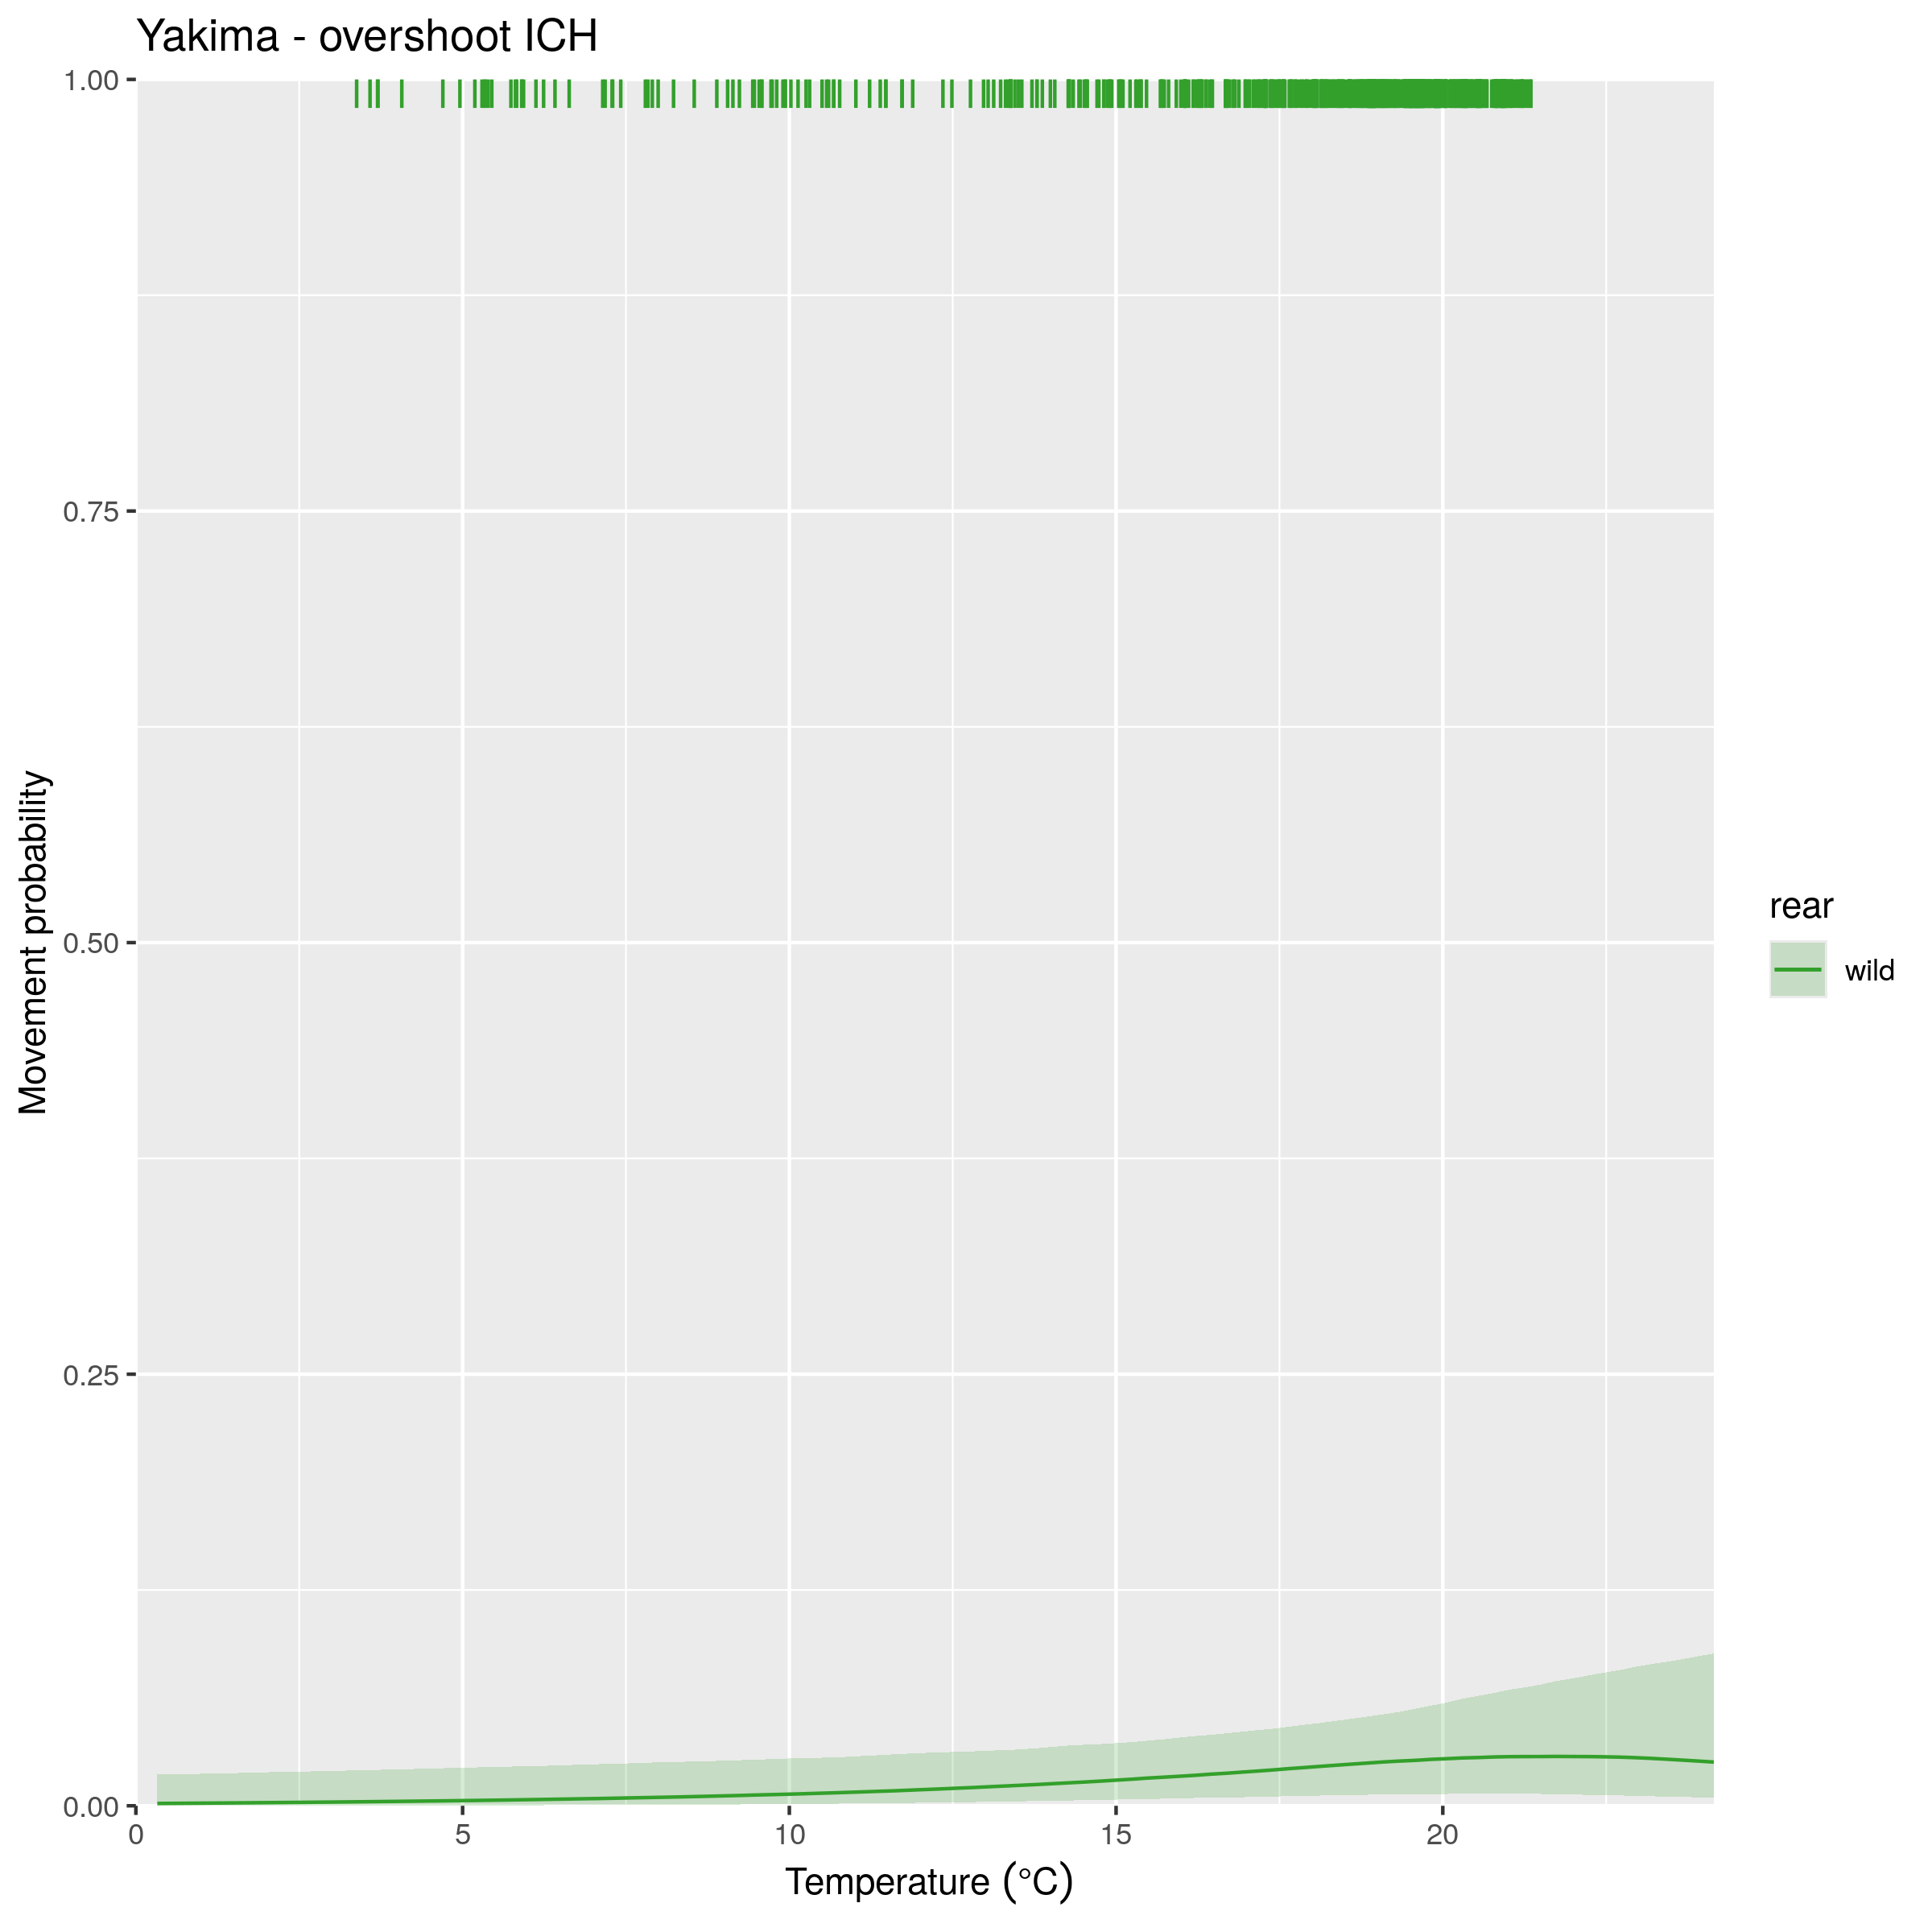 Yakima - overshoot ICH
1.00
0.75
0.50
0.25
0.00
Movement probability
0 5 10 15 20
Temperature (°C)
rear
wild